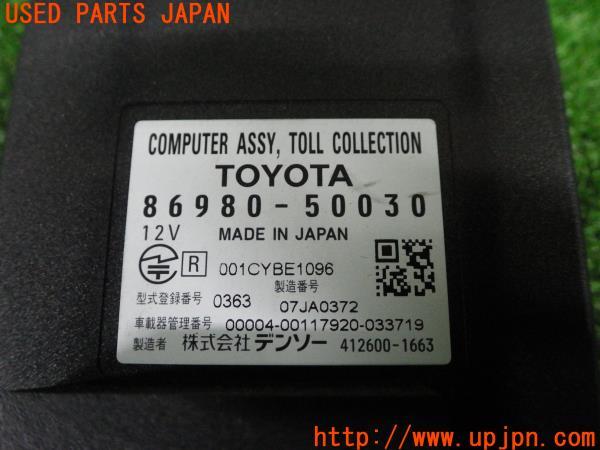 USED PARTS JAPAN
COMPUTER ASSY, TOLL COLLECTION
TOYOTA
86980-50030
12V MADE IN JAPAN
R 001CYBE1096
製造番号
型式登録番号 0363 07JA0372
車載器管理番号 00004-00117920-033719
製造者 株式会社 デンソー 412600-1663
UPJ
http://www.upjpn.com